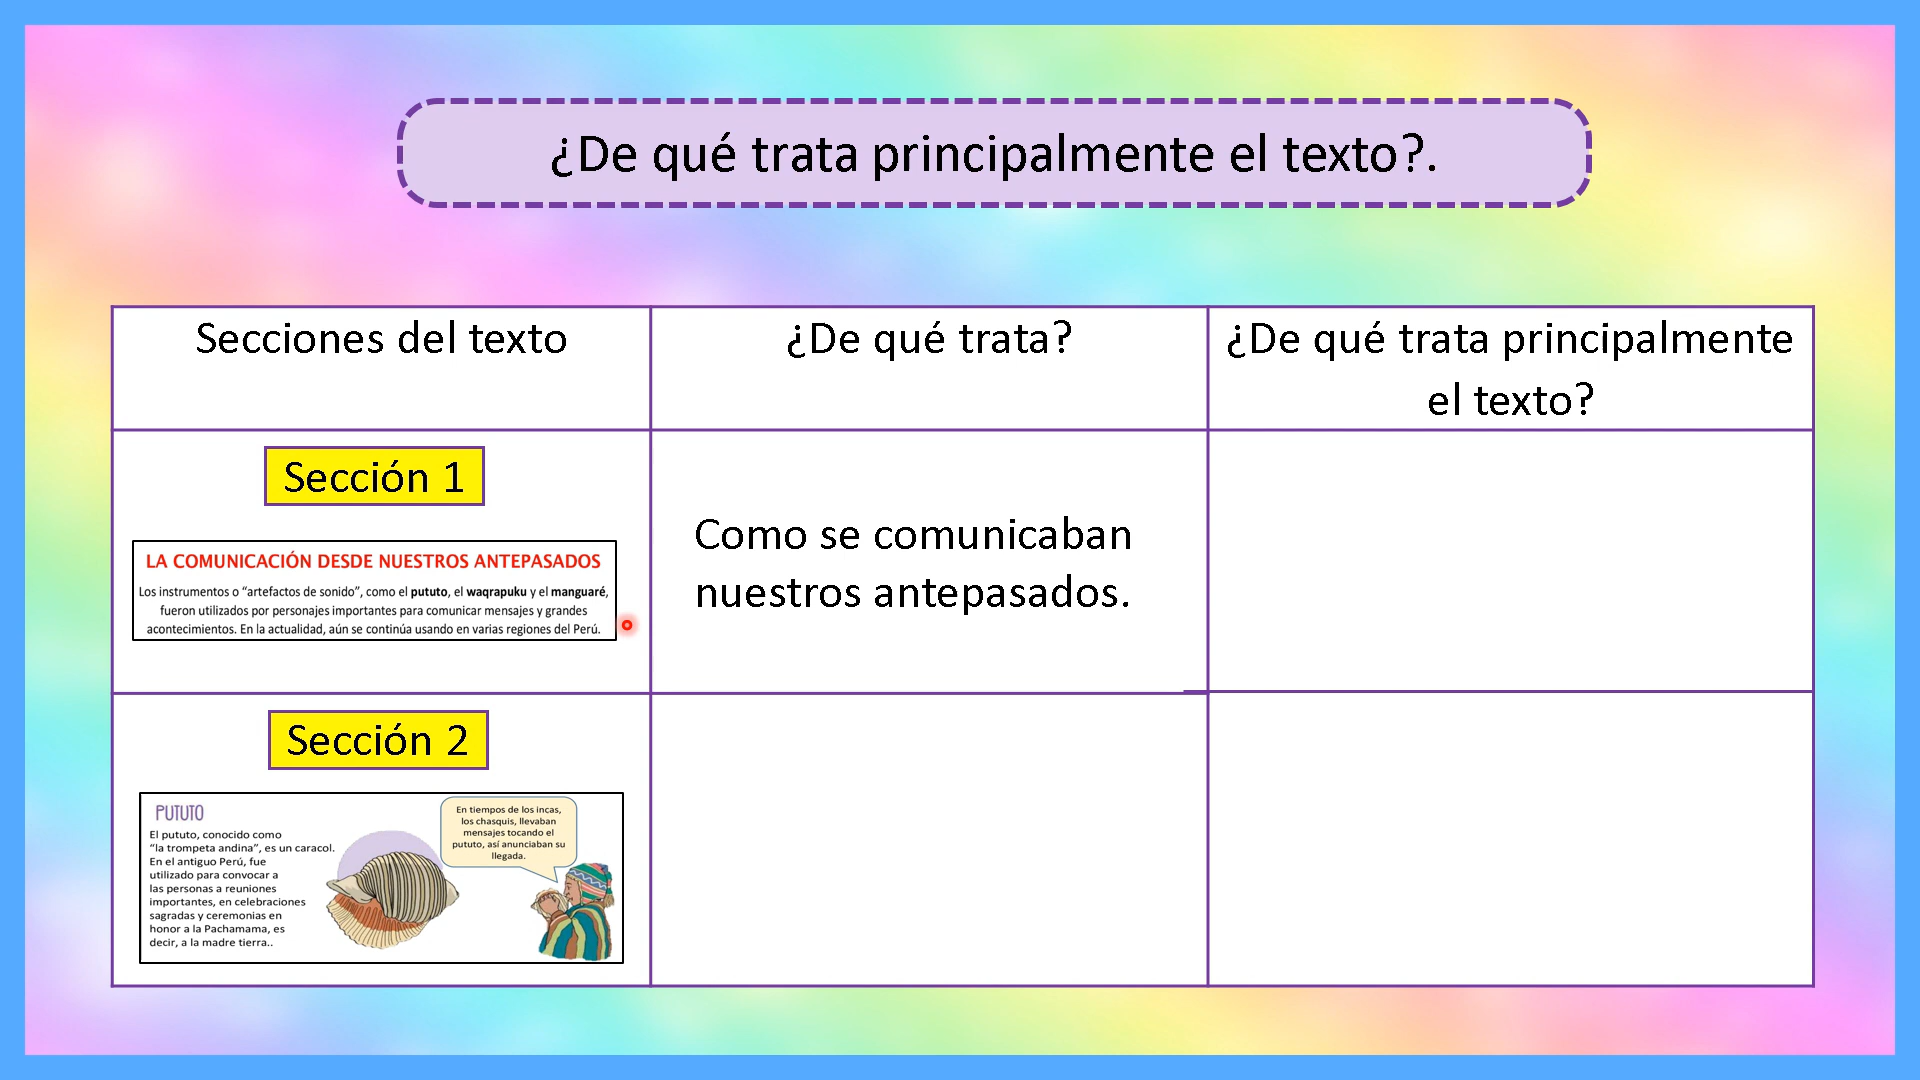 ¿De qué trata principalmente el texto?.
Secciones del texto
¿De qué trata?
¿De qué trata principalmente
el texto?
Sección 1
LA COMUNICACIÓN DESDE NUESTROS ANTEPASADOS
Los instrumentos o “artefactos de sonido”, como el pututo, el waqrapuku y el manguaré,
fueron utilizados por personajes importantes para comunicar mensajes y grandes
acontecimientos. En la actualidad, aún se continúa usando en varias regiones del Perú.
Como se comunicaban
nuestros antepasados.
Sección 2
PUTUTO
El pututo, conocido como
“la trompeta andina”, es un caracol.
En el antiguo Perú, fue
utilizado para convocar a
las personas a reuniones
importantes, en celebraciones
sagradas y ceremonias en
honor a la Pachamama, es
decir, a la madre tierra..
En tiempos de los incas,
los chasquis, llevaban
mensajes tocando el
pututo, así anunciaban su
llegada.